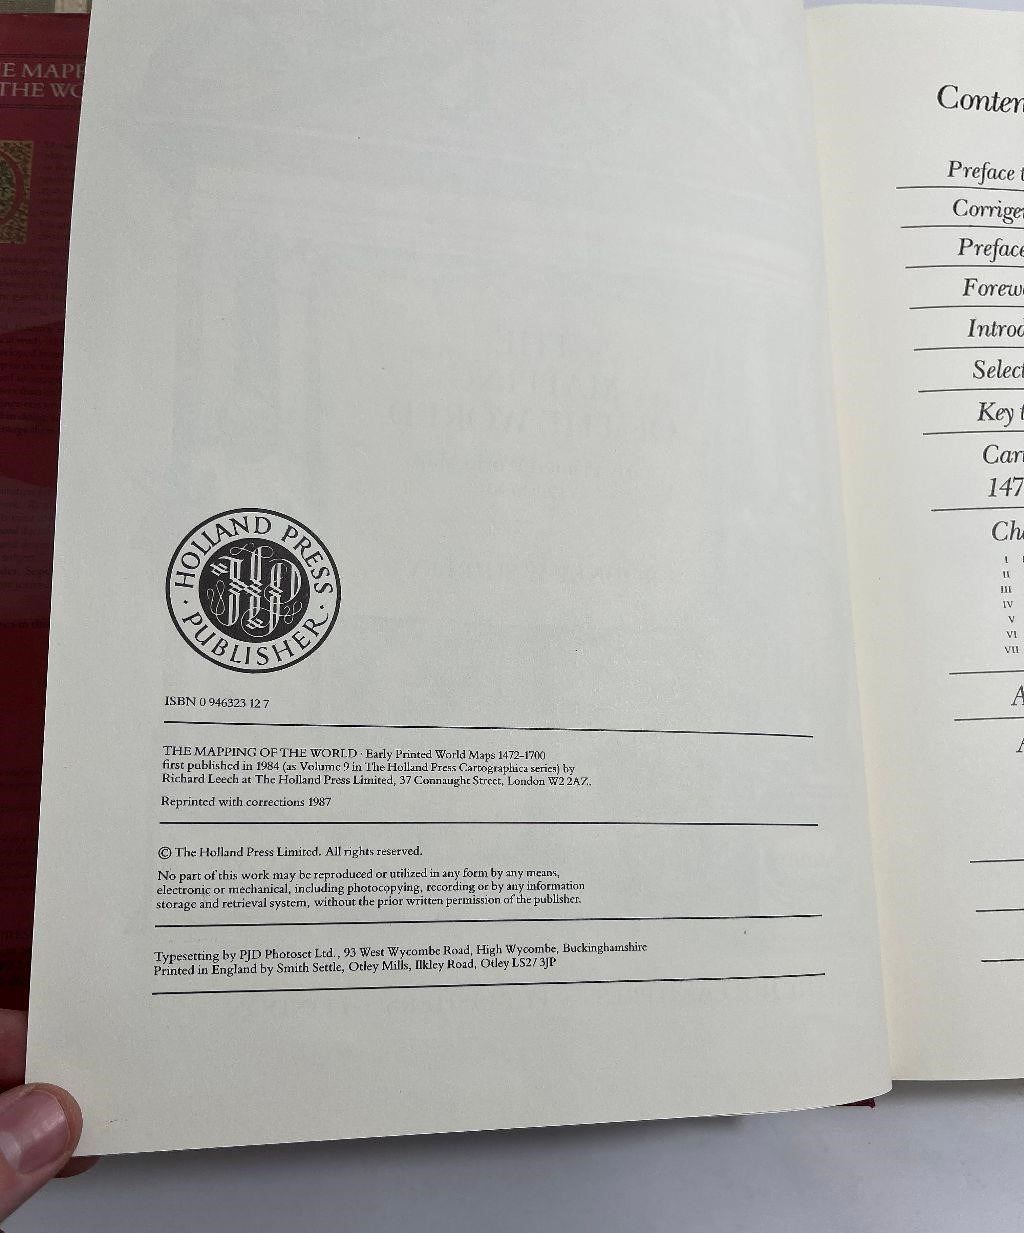 E MAPP
THE WO
HOLLAND PRESS
· PUBLISHER ·
ISBN 0 946323 12 7
THE MAPPING OF THE WORLD · Early Printed World Maps 1472–1700
first published in 1984 (as Volume 9 in The Holland Press Cartographica series) by
Richard Leech at The Holland Press Limited, 37 Connaught Street, London W2 2AZ.
Reprinted with corrections 1987
© The Holland Press Limited. All rights reserved.
No part of this work may be reproduced or utilized in any form by any means,
electronic or mechanical, including photocopying, recording or by any information
storage and retrieval system, without the prior written permission of the publisher.
Typesetting by PJD Photoset Ltd., 93 West Wycombe Road, High Wycombe, Buckinghamshire
Printed in England by Smith Settle, Otley Mills, Ilkley Road, Otley LS27 3JP
Conten
Preface t
Corrige
Preface
Forew
Introd
Select
Key t
Cart
147
Cha
I
II
III
IV
V
VI
VII
A
A